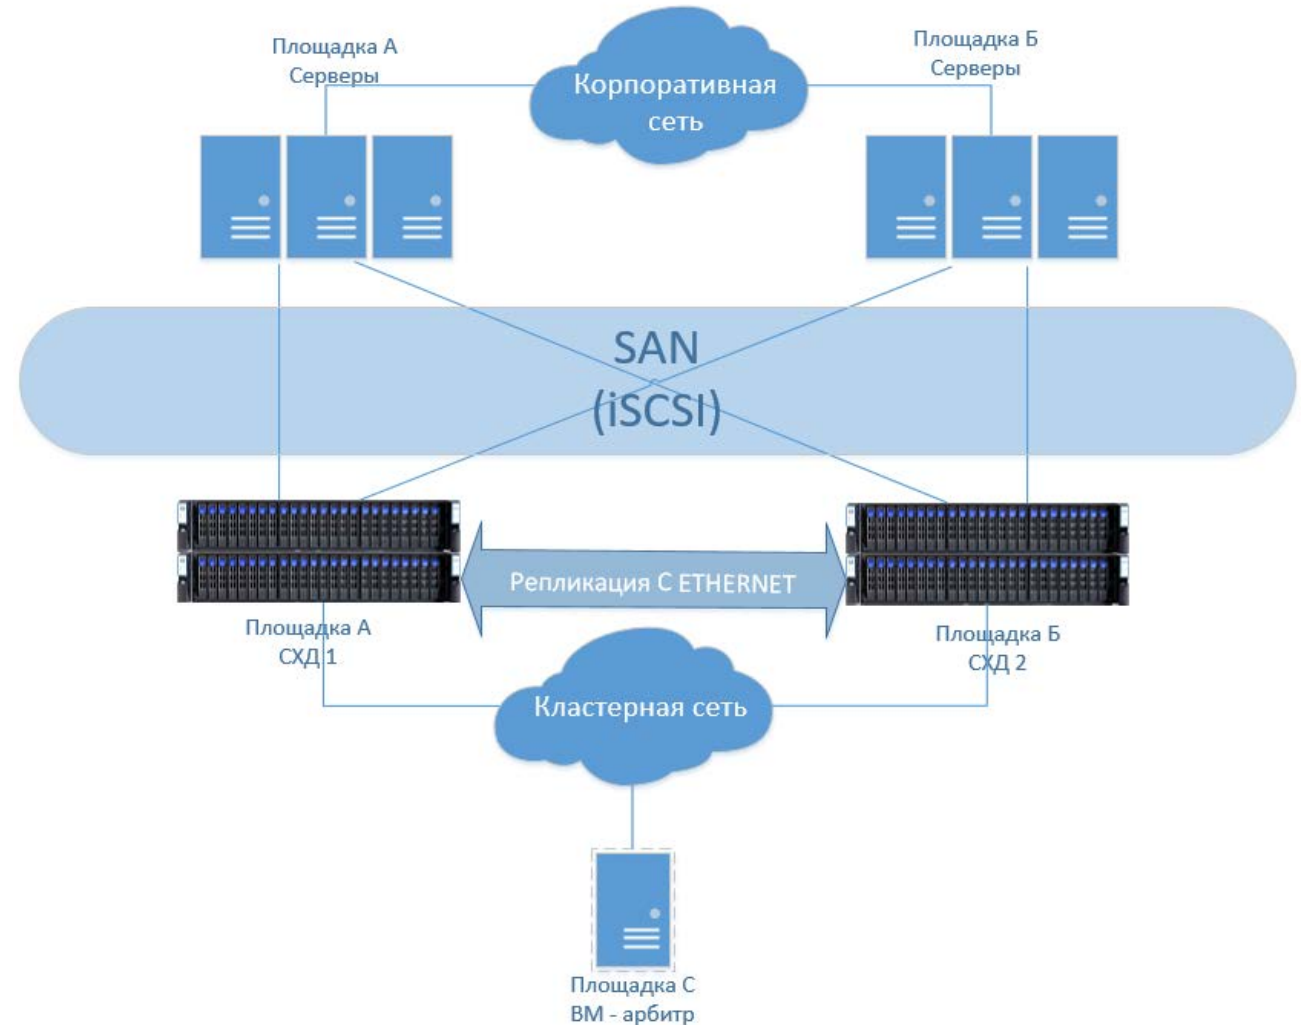 Площадка А
Серверы
Корпоративная
сеть
Площадка Б
Серверы
SAN
(iSCSI)
Репликация С ETHERNET
Площадка А
СХД 1
Площадка Б
СХД 2
Кластерная сеть
Площадка С
ВМ - арбитр